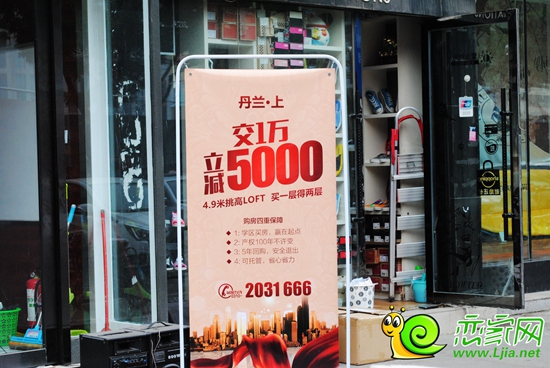 丹兰·上
交1万
立减5000
4.9米挑高LOFT 买一层得两层
购房四重保障
1: 学区买房、赢在起点
2: 产权100年不许变
3: 5年回购、安全退出
4: 可托管、省心省力
2031 666
恋家网
www.Ljia.net